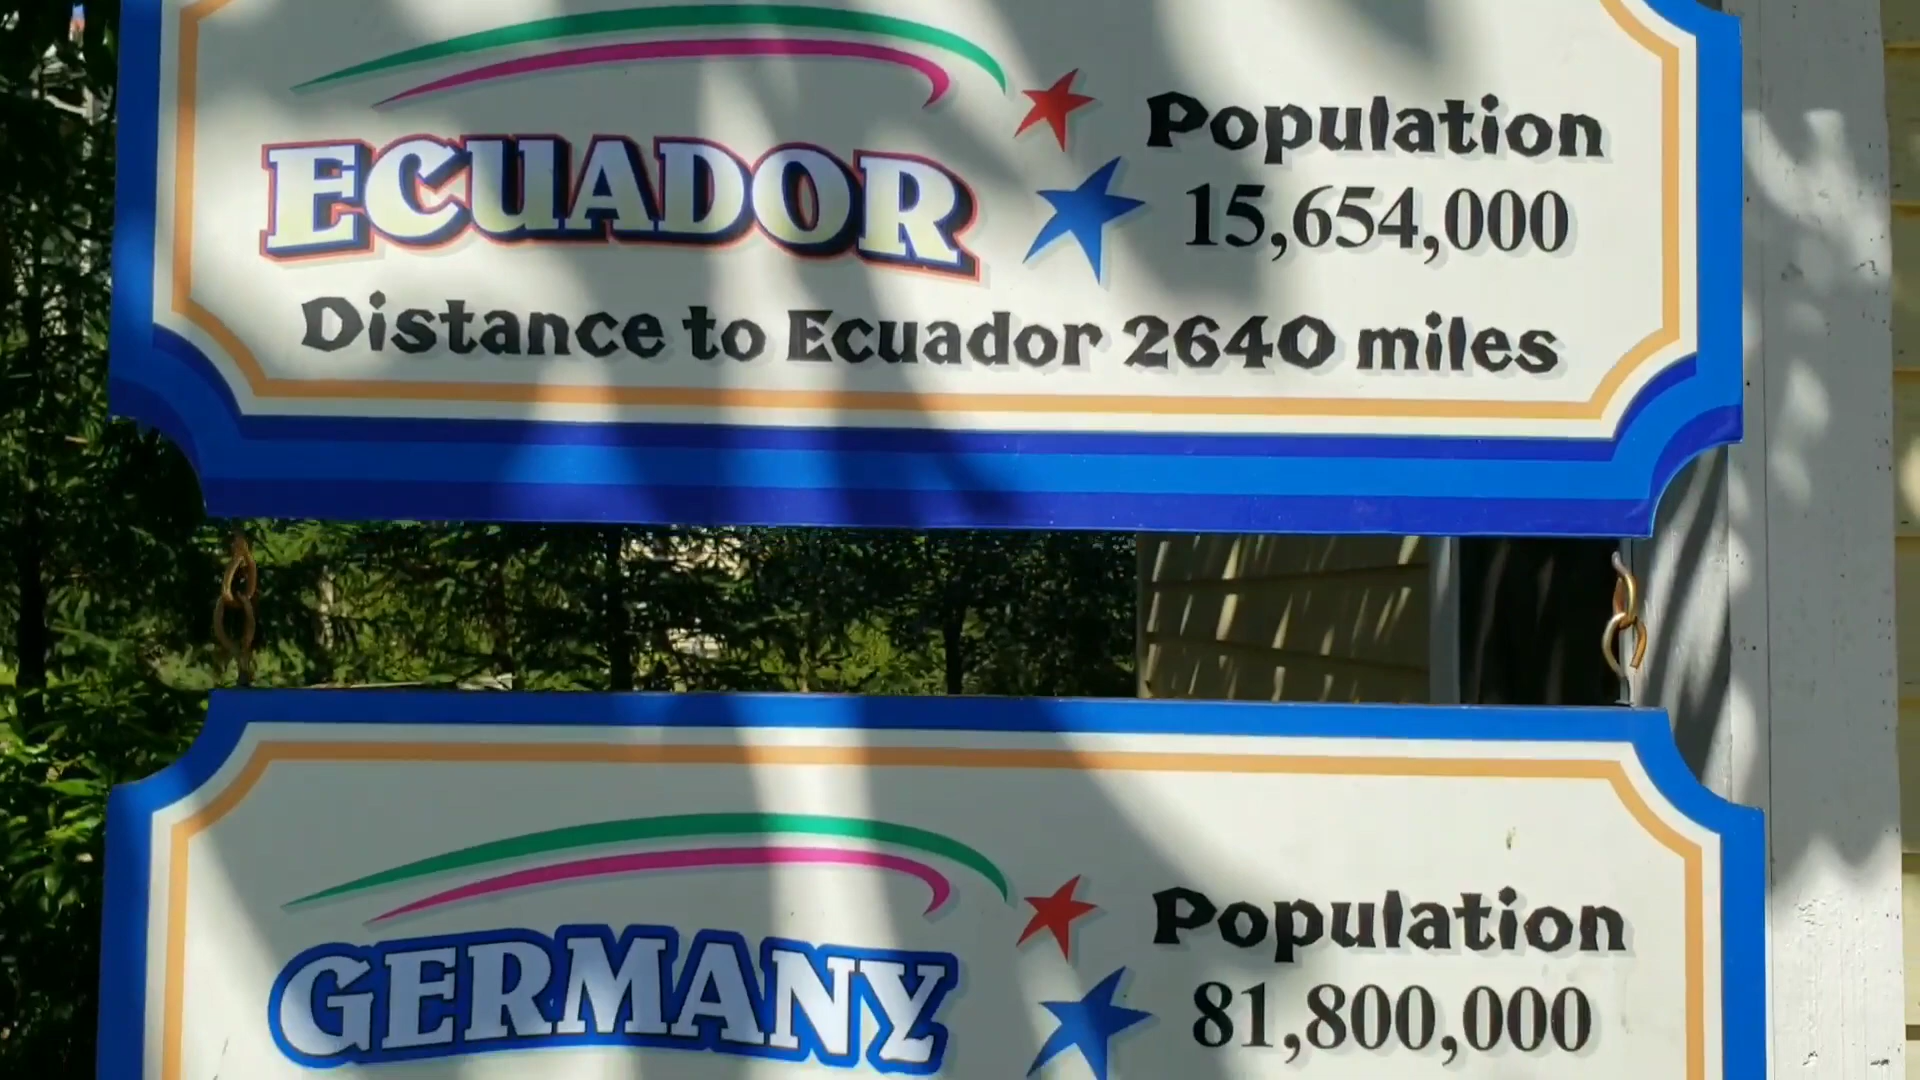 ECUADOR
Population
15,654,000
Distance to Ecuador 2640 miles
GERMANY
Population
81,800,000